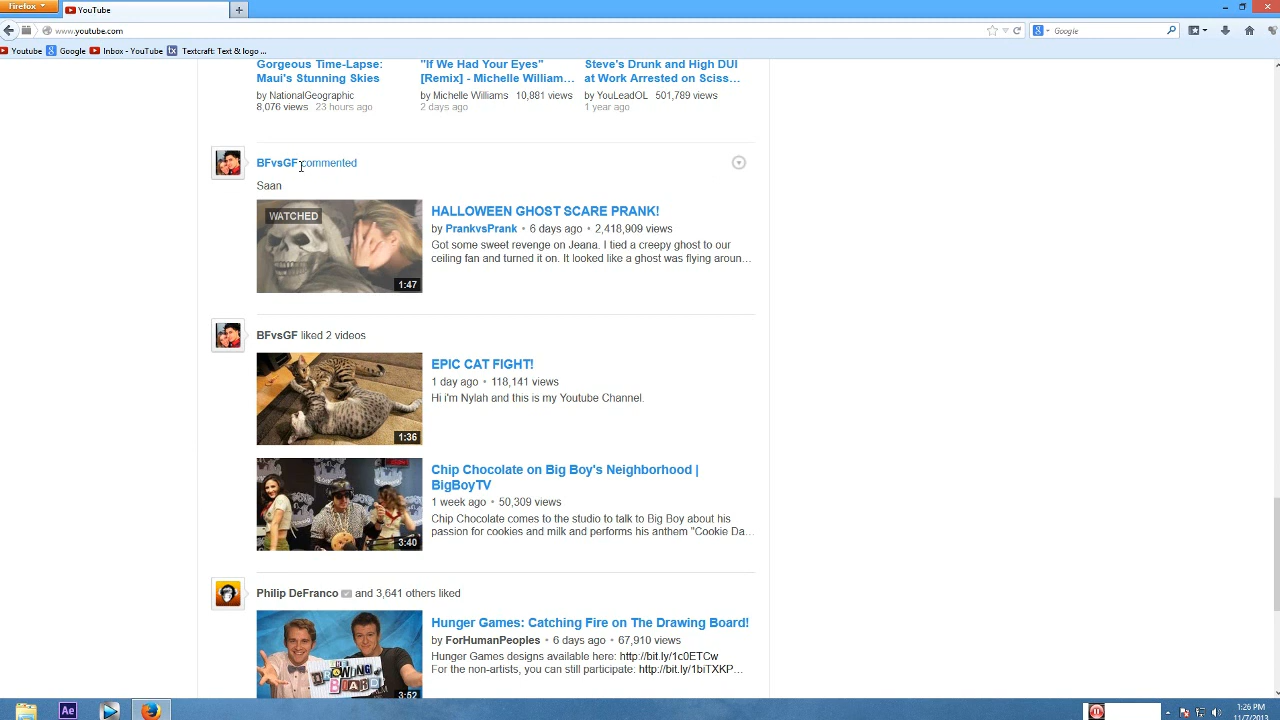 Firefox
YouTube
www.youtube.com
Google
Youtube Google Inbox - YouTube Textcraft: Text & logo ...
Gorgeous Time-Lapse:
Maui's Stunning Skies
by NationalGeographic
8,076 views 23 hours ago
"If We Had Your Eyes"
[Remix] - Michelle William...
by Michelle Williams 10,881 views
2 days ago
Steve's Drunk and High DUI
at Work Arrested on Sciss...
by YouLeadOL 501,789 views
1 year ago
BFvsGF commented
Saan
WATCHED
1:47
HALLOWEEN GHOST SCARE PRANK!
by PrankvsPrank • 6 days ago • 2,418,909 views
Got some sweet revenge on Jeana. I tied a creepy ghost to our
ceiling fan and turned it on. It looked like a ghost was flying aroun...
BFvsGF liked 2 videos
1:36
EPIC CAT FIGHT!
1 day ago • 118,141 views
Hi i'm Nylah and this is my Youtube Channel.
3:40
Chip Chocolate on Big Boy's Neighborhood |
BigBoyTV
1 week ago • 50,309 views
Chip Chocolate comes to the studio to talk to Big Boy about his
passion for cookies and milk and performs his anthem "Cookie Da...
Philip DeFranco and 3,641 others liked
DRAWING
BOARD
3:52
Hunger Games: Catching Fire on The Drawing Board!
by ForHumanPeoples • 6 days ago • 67,910 views
Hunger Games designs available here: http://bit.ly/1c0ETCw
For the non-artists, you can still participate: http://bit.ly/1biTXKP...
Ae
1:26 PM
11/7/2013